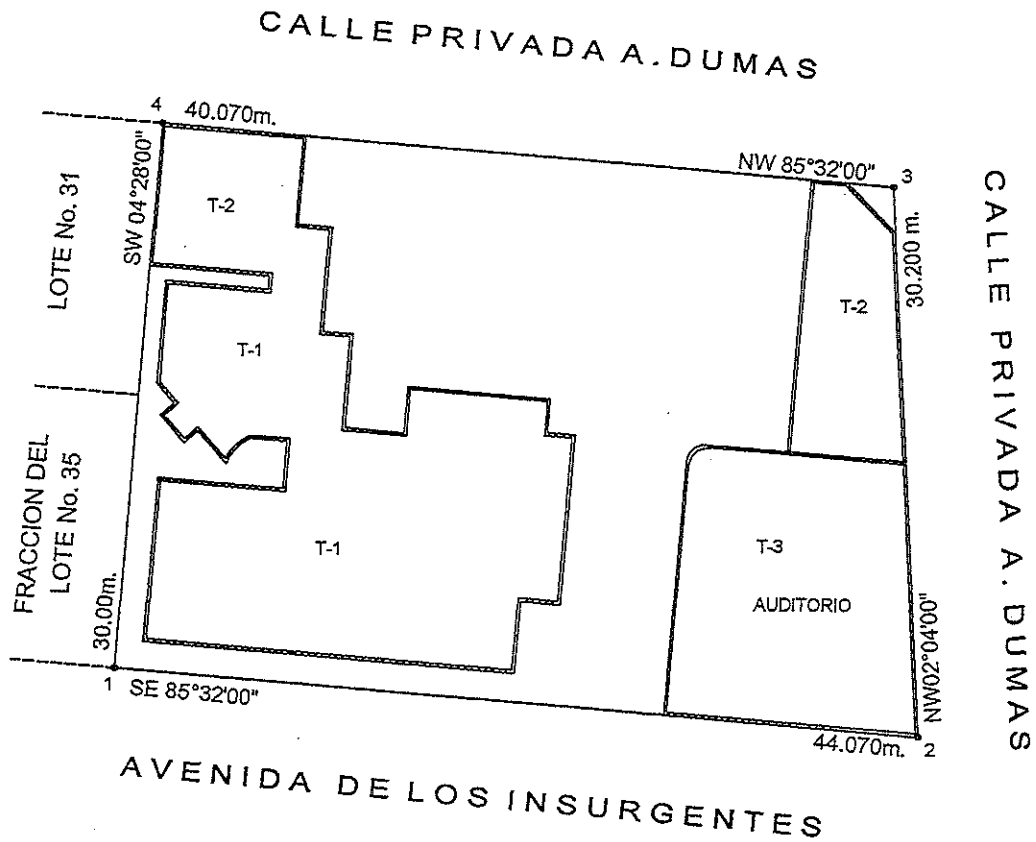 CALLE PRIVADA A. DUMAS
4
40.070m.
NW 85°32'00"
3
LOTE No. 31
SW 04°28'00"
T-2
30.200 m.
T-2
CALLE PRIVADA A. DUMAS
T-1
FRACCION DEL
LOTE No. 35
30.00m.
T-1
T-3
AUDITORIO
NW02°04'00"
1
SE 85°32'00"
44.070m.
2
AVENIDA DE LOS INSURGENTES